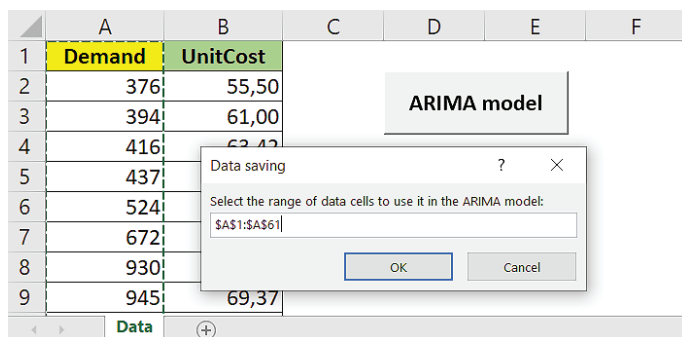 A B C D E F
1 Demand UnitCost
2 376 55,50
3 394 61,00
ARIMA model
4 416 63,42
5 437
6 524
7 672
8 930
9 945 69,37
Data saving ? ×
Select the range of data cells to use it in the ARIMA model:
$A$1:$A$61
OK Cancel
Data